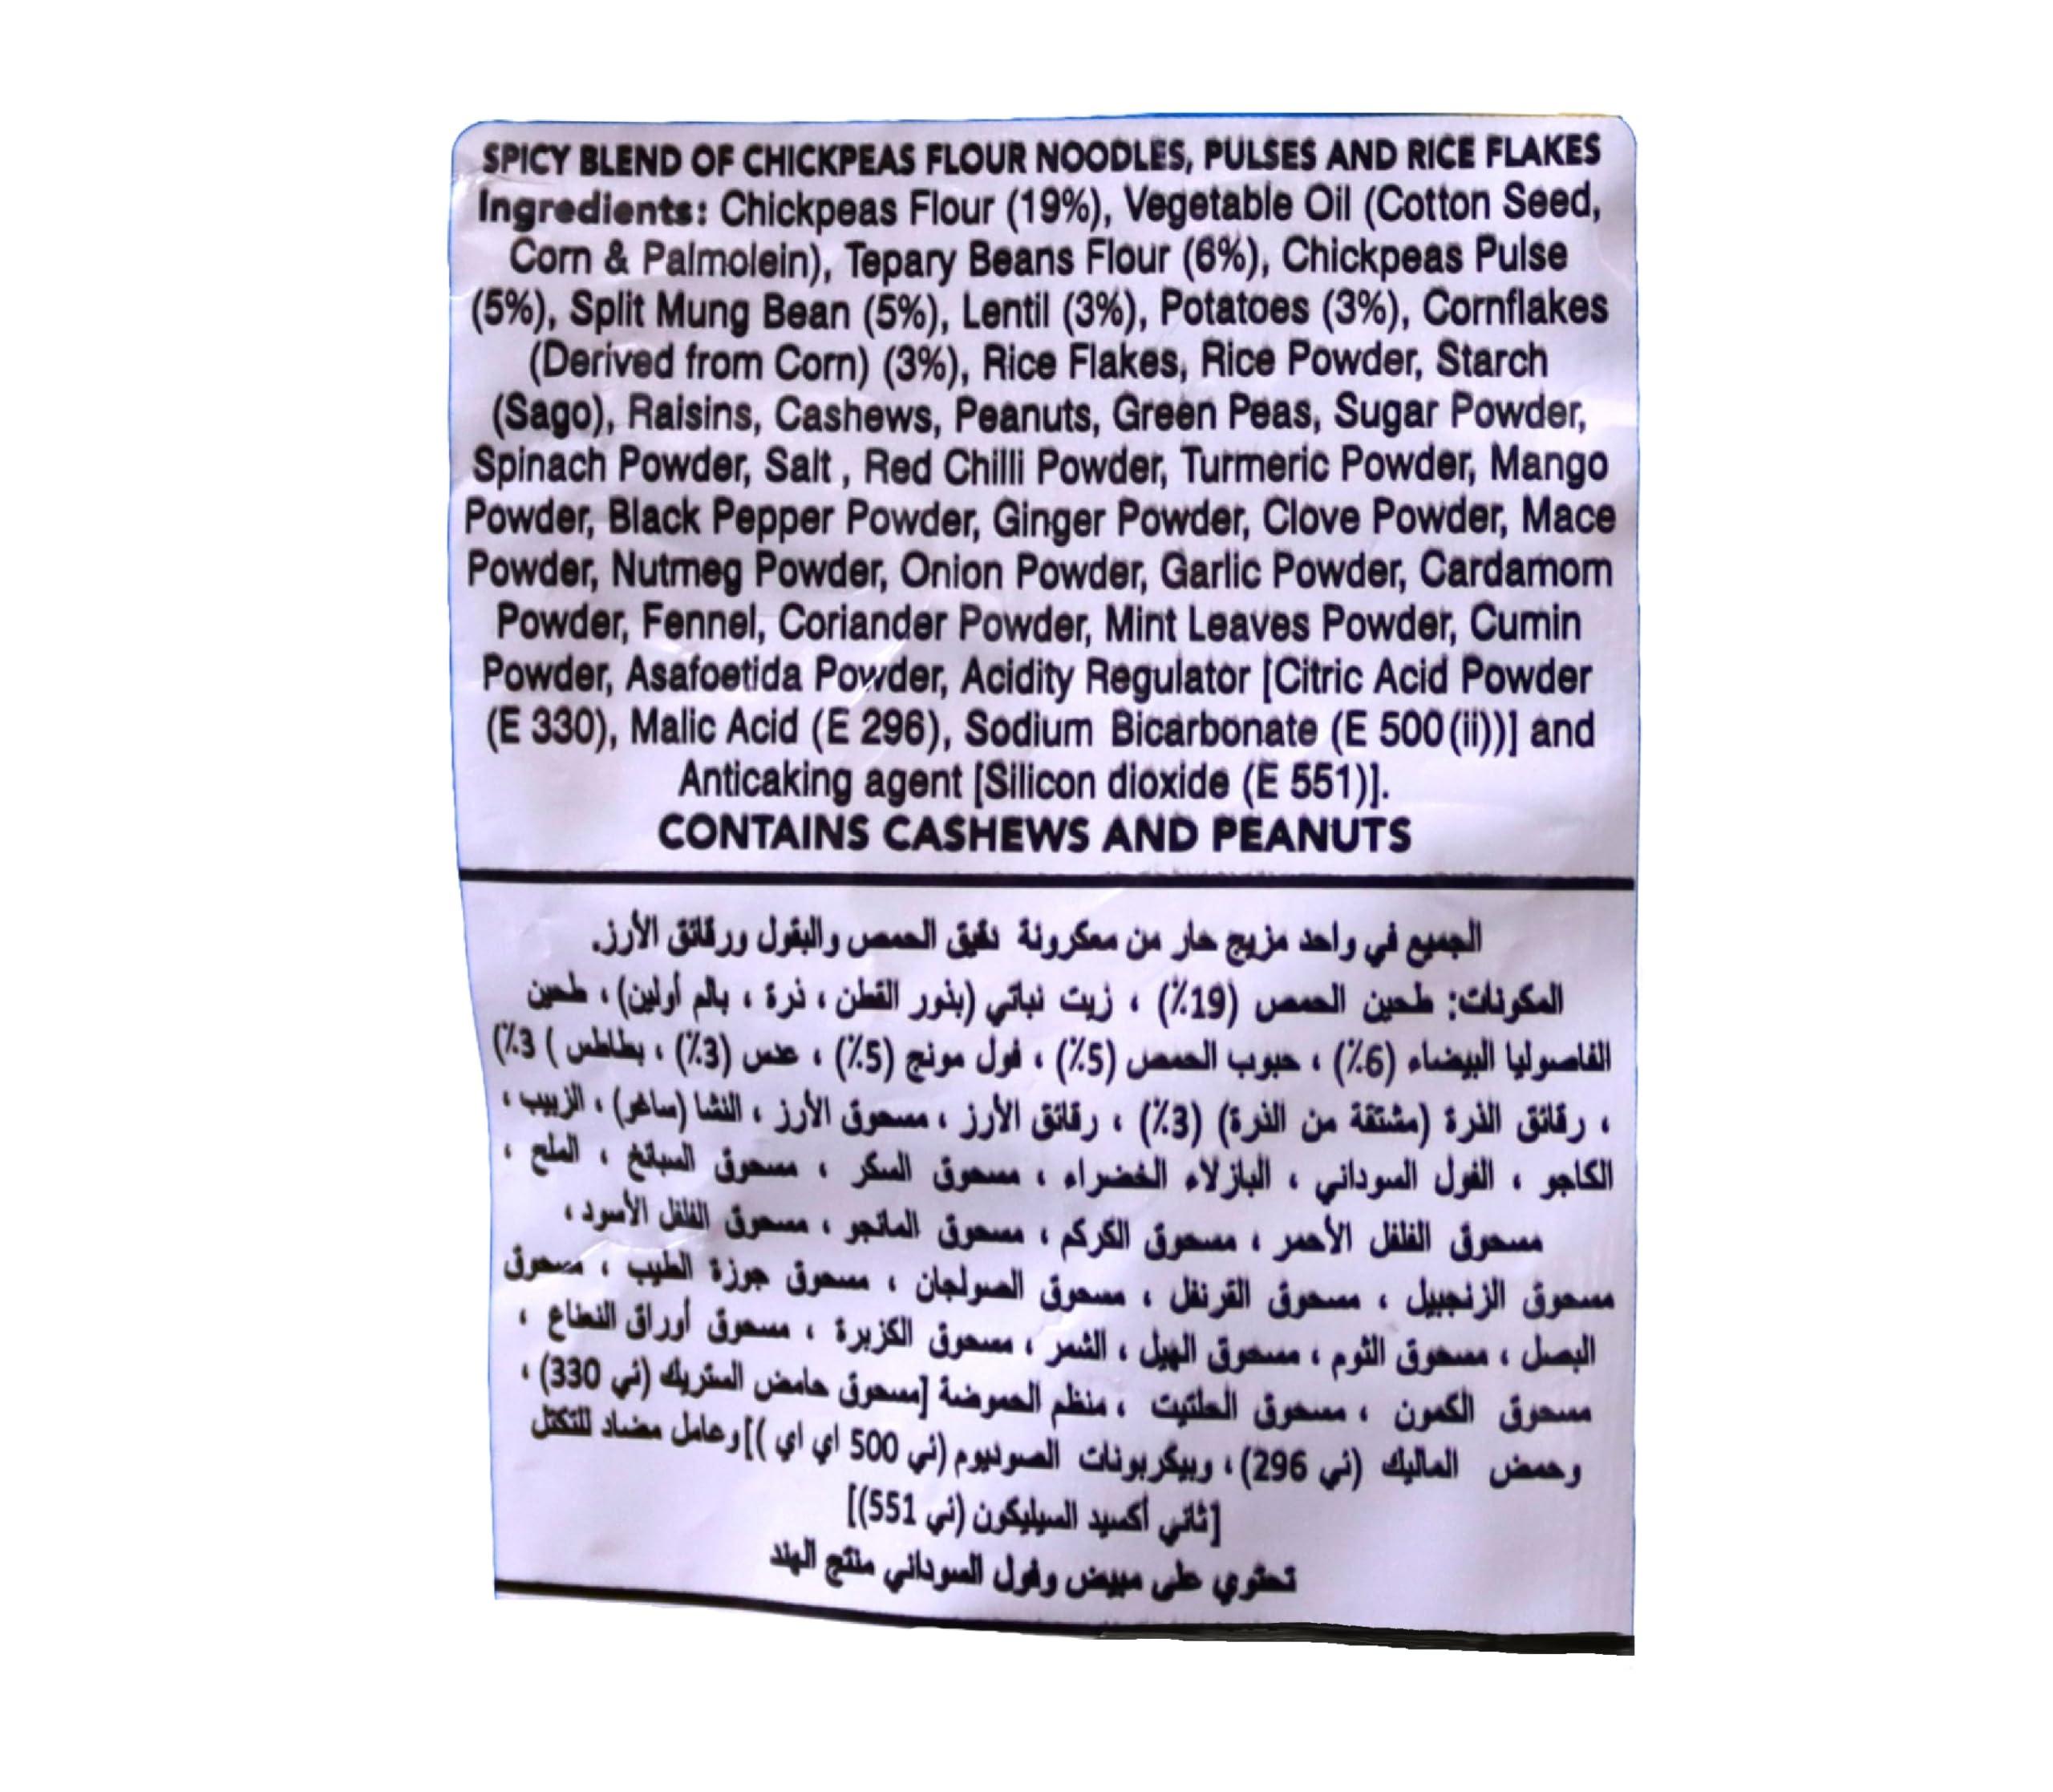 SPICY BLEND OF CHICKPEAS FLOUR NOODLES, PULSES AND RICE FLAKES
Ingredients: Chickpeas Flour (19%), Vegetable Oil (Cotton Seed,
Corn & Palmolein), Tepary Beans Flour (6%), Chickpeas Pulse
(5%), Split Mung Bean (5%), Lentil (3%), Potatoes (3%), Cornflakes
(Derived from Corn) (3%), Rice Flakes, Rice Powder, Starch
(Sago), Raisins, Cashews, Peanuts, Green Peas, Sugar Powder,
Spinach Powder, Salt , Red Chilli Powder, Turmeric Powder, Mango
Powder, Black Pepper Powder, Ginger Powder, Clove Powder, Mace
Powder, Nutmeg Powder, Onion Powder, Garlic Powder, Cardamom
Powder, Fennel, Coriander Powder, Mint Leaves Powder, Cumin
Powder, Asafoetida Powder, Acidity Regulator [Citric Acid Powder
(E 330), Malic Acid (E 296), Sodium Bicarbonate (E 500(ii))] and
Anticaking agent [Silicon dioxide (E 551)].
CONTAINS CASHEWS AND PEANUTS
الجميع في واحد مزيج حار من معكرونة دقيق الحمص والبقول ورقائق الأرز.
المكونات: طحين الحمص (19٪) ، زيت نباتي (بذور القطن ، ذرة ، بالم أولين) ، طحين
الفاصوليا البيضاء (6٪) ، حبوب الحمص (5٪) ، فول مونج (5٪) ، عدس (3٪) ، بطاطس ) 3٪)
، رقائق الذرة (مشتقة من الذرة) (3٪) ، رقائق الأرز ، مسحوق الأرز ، النشا (ساغو) ، الزبيب ،
الكاجو ، الفول السوداني ، البازلاء الخضراء ، مسحوق السكر ، مسحوق السبانخ ، الملح ،
مسحوق الفلفل الأحمر ، مسحوق الكركم ، مسحوق المانجو ، مسحوق الفلفل الأسود ،
مسحوق الزنجبيل ، مسحوق القرنفل ، مسحوق الصولجان ، مسحوق جوزة الطيب ، مسحوق
البصل ، مسحوق الثوم ، مسحوق الهيل ، الشمر ، مسحوق الكزبرة ، مسحوق أوراق النعناع ،
مسحوق الكمون ، مسحوق الحلتيت ، منظم الحموضة [مسحوق حامض الستريك (ئي 330) ،
وحمض الماليك (ئي 296) ، وبيكربونات الصوديوم (ئي 500 اي اي )] وعامل مضاد للتكتل
[ثاني أكسيد السيليكون (ئي 551)]
تحتوي على مبيض وفول السوداني منتج الهند